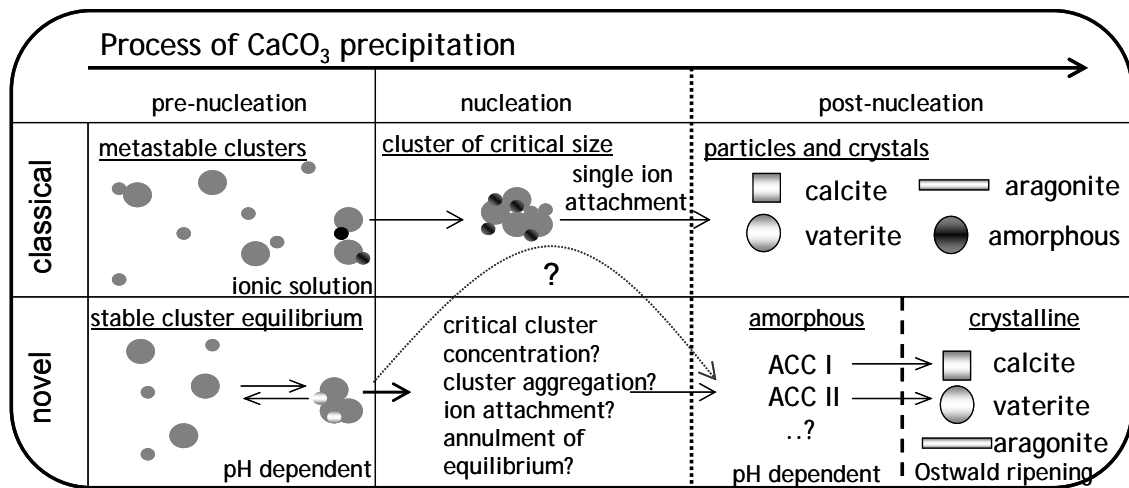 Process of CaCO₃ precipitation
pre-nucleation
nucleation
post-nucleation
classical
metastable clusters
ionic solution
cluster of critical size
single ion
attachment
?
particles and crystals
calcite
aragonite
vaterite
amorphous
novel
stable cluster equilibrium
pH dependent
critical cluster
concentration?
cluster aggregation?
ion attachment?
annulment of
equilibrium?
amorphous
ACC I
ACC II
..?
pH dependent
crystalline
calcite
vaterite
aragonite
Ostwald ripening